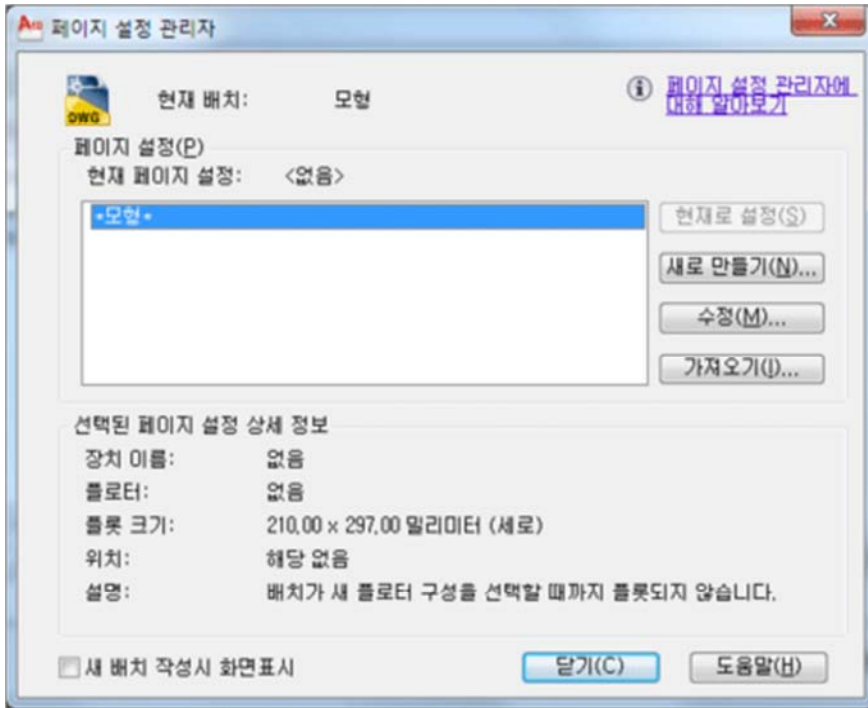 페이지 설정 관리자
DWG
현재 배치: 모형
페이지 설정 관리자에
대해 알아보기
페이지 설정(P)
현재 페이지 설정: <없음>
*모형*
현재로 설정(S)
새로 만들기(N)...
수정(M)...
가져오기(I)...
선택된 페이지 설정 상세 정보
장치 이름: 없음
플로터: 없음
플롯 크기: 210.00 x 297.00 밀리미터 (세로)
위치: 해당 없음
설명: 배치가 새 플로터 구성을 선택할 때까지 플롯되지 않습니다.
새 배치 작성시 화면표시
닫기(C)
도움말(H)